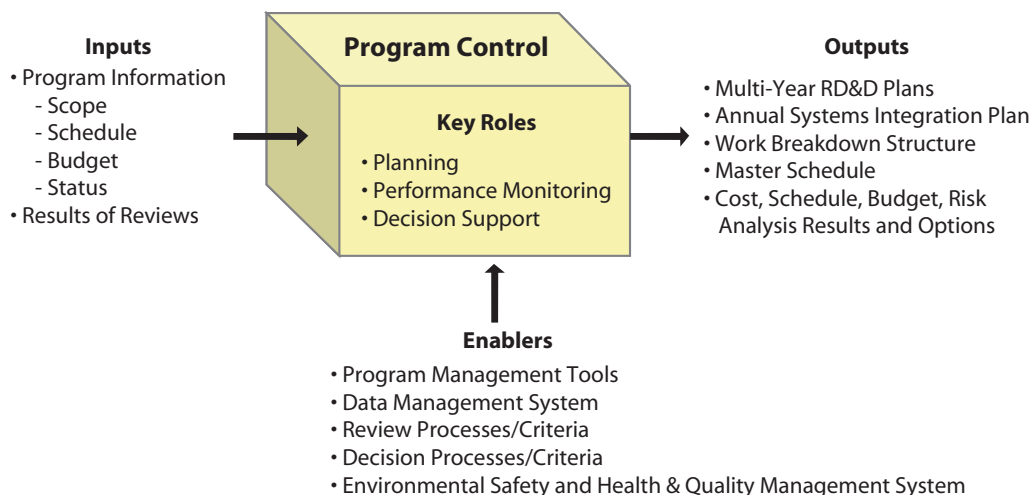 Inputs
• Program Information
- Scope
- Schedule
- Budget
- Status
• Results of Reviews
Program Control
Key Roles
• Planning
• Performance Monitoring
• Decision Support
Outputs
• Multi-Year RD&D Plans
• Annual Systems Integration Plan
• Work Breakdown Structure
• Master Schedule
• Cost, Schedule, Budget, Risk
Analysis Results and Options
Enablers
• Program Management Tools
• Data Management System
• Review Processes/Criteria
• Decision Processes/Criteria
• Environmental Safety and Health & Quality Management System